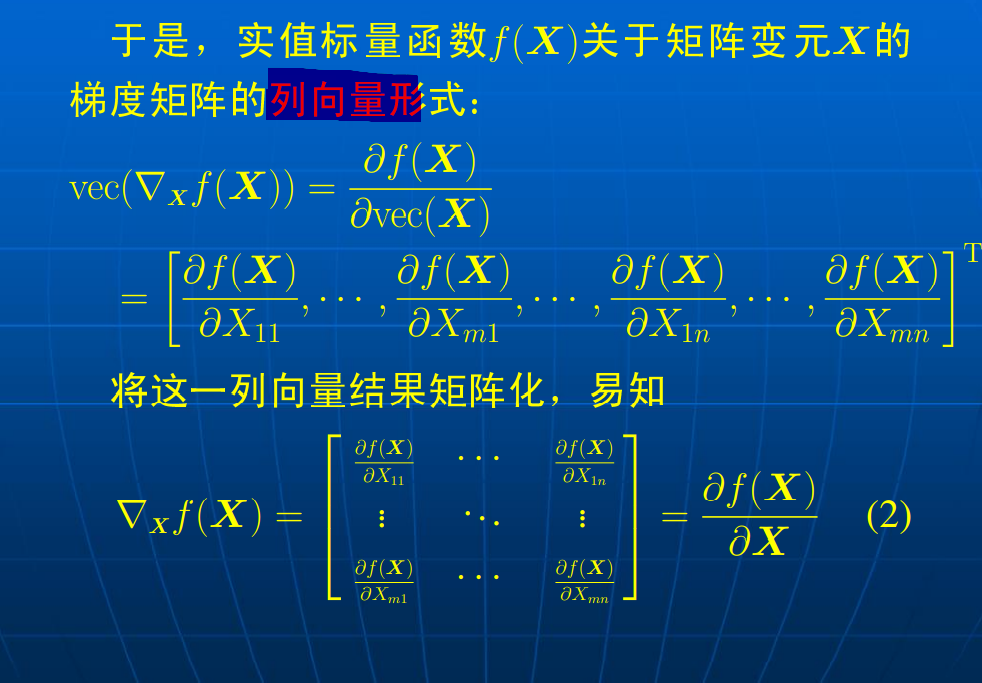 于是，实值标量函数$f(\boldsymbol{X})$关于矩阵变元$\boldsymbol{X}$的
梯度矩阵的列向量形式：
$\mathrm{vec}(\nabla_{\boldsymbol{X}} f(\boldsymbol{X})) = \frac{\partial f(\boldsymbol{X})}{\partial \mathrm{vec}(\boldsymbol{X})}$
$= \left[ \frac{\partial f(\boldsymbol{X})}{\partial X_{11}}, \cdots, \frac{\partial f(\boldsymbol{X})}{\partial X_{m1}}, \cdots, \frac{\partial f(\boldsymbol{X})}{\partial X_{1n}}, \cdots, \frac{\partial f(\boldsymbol{X})}{\partial X_{mn}} \right]^{\mathrm{T}}$
将这一列向量结果矩阵化，易知
$\nabla_{\boldsymbol{X}} f(\boldsymbol{X}) = \begin{bmatrix} \frac{\partial f(\boldsymbol{X})}{\partial X_{11}} & \cdots & \frac{\partial f(\boldsymbol{X})}{\partial X_{1n}} \\ \vdots & \ddots & \vdots \\ \frac{\partial f(\boldsymbol{X})}{\partial X_{m1}} & \cdots & \frac{\partial f(\boldsymbol{X})}{\partial X_{mn}} \end{bmatrix} = \frac{\partial f(\boldsymbol{X})}{\partial \boldsymbol{X}} \quad (2)$